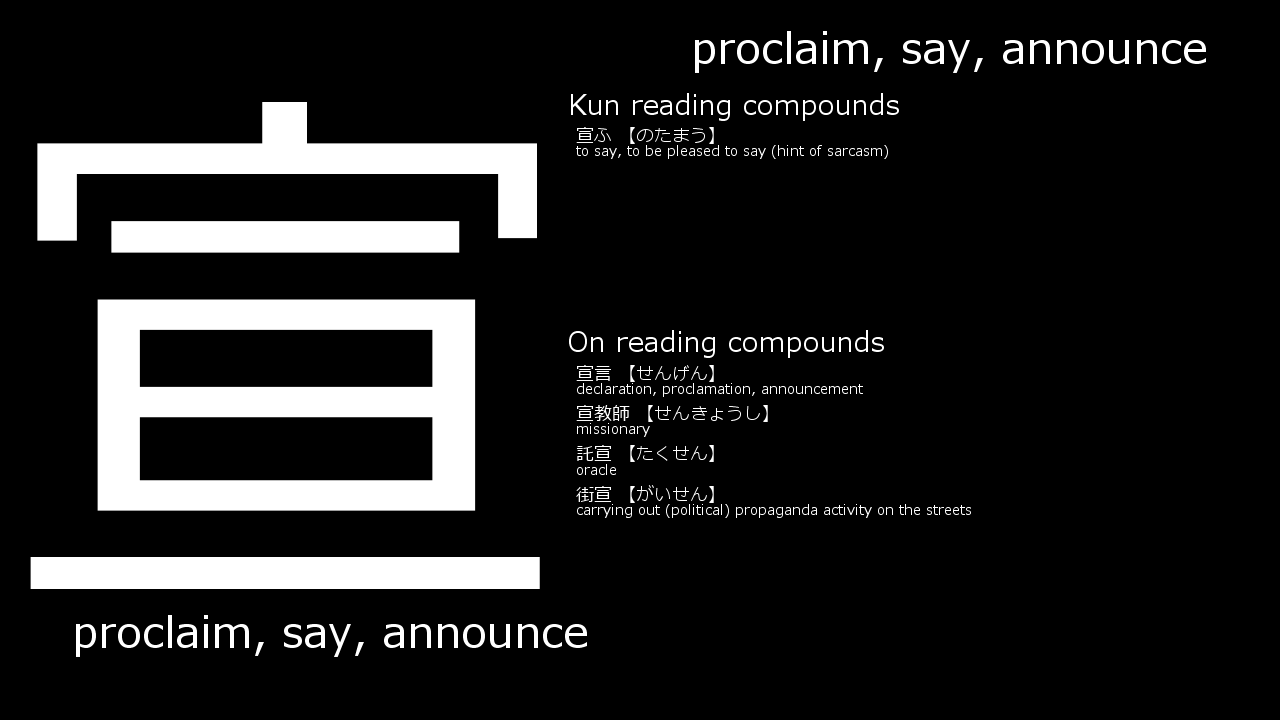 proclaim, say, announce
宣
Kun reading compounds
宣ふ 【のたまう】
to say, to be pleased to say (hint of sarcasm)
On reading compounds
宣言 【せんげん】
declaration, proclamation, announcement
宣教師 【せんきょうし】
missionary
託宣 【たくせん】
oracle
街宣 【がいせん】
carrying out (political) propaganda activity on the streets
proclaim, say, announce